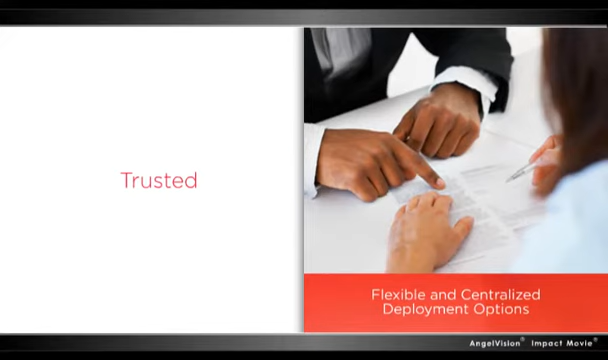 Trusted
Flexible and Centralized
Deployment Options
AngelVision® Impact Movie®